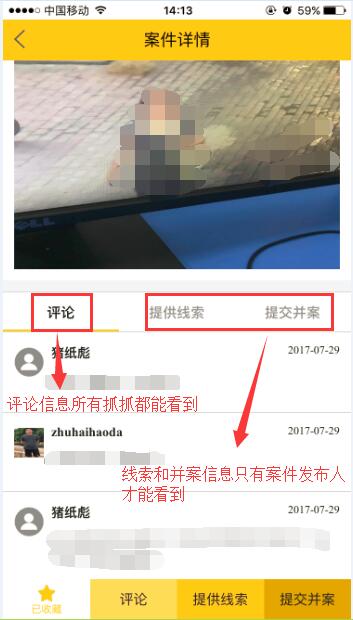 中国移动 14:13 59%
案件详情
DELL
评论 提供线索 提交并案
猪纸彪 2017-07-29
评论信息所有抓抓都能看到
zhuhaihaoda 2017-07-29
线索和并案信息只有案件发布人
才能看到
猪纸彪 2017-07-29
已收藏 评论 提供线索 提交并案